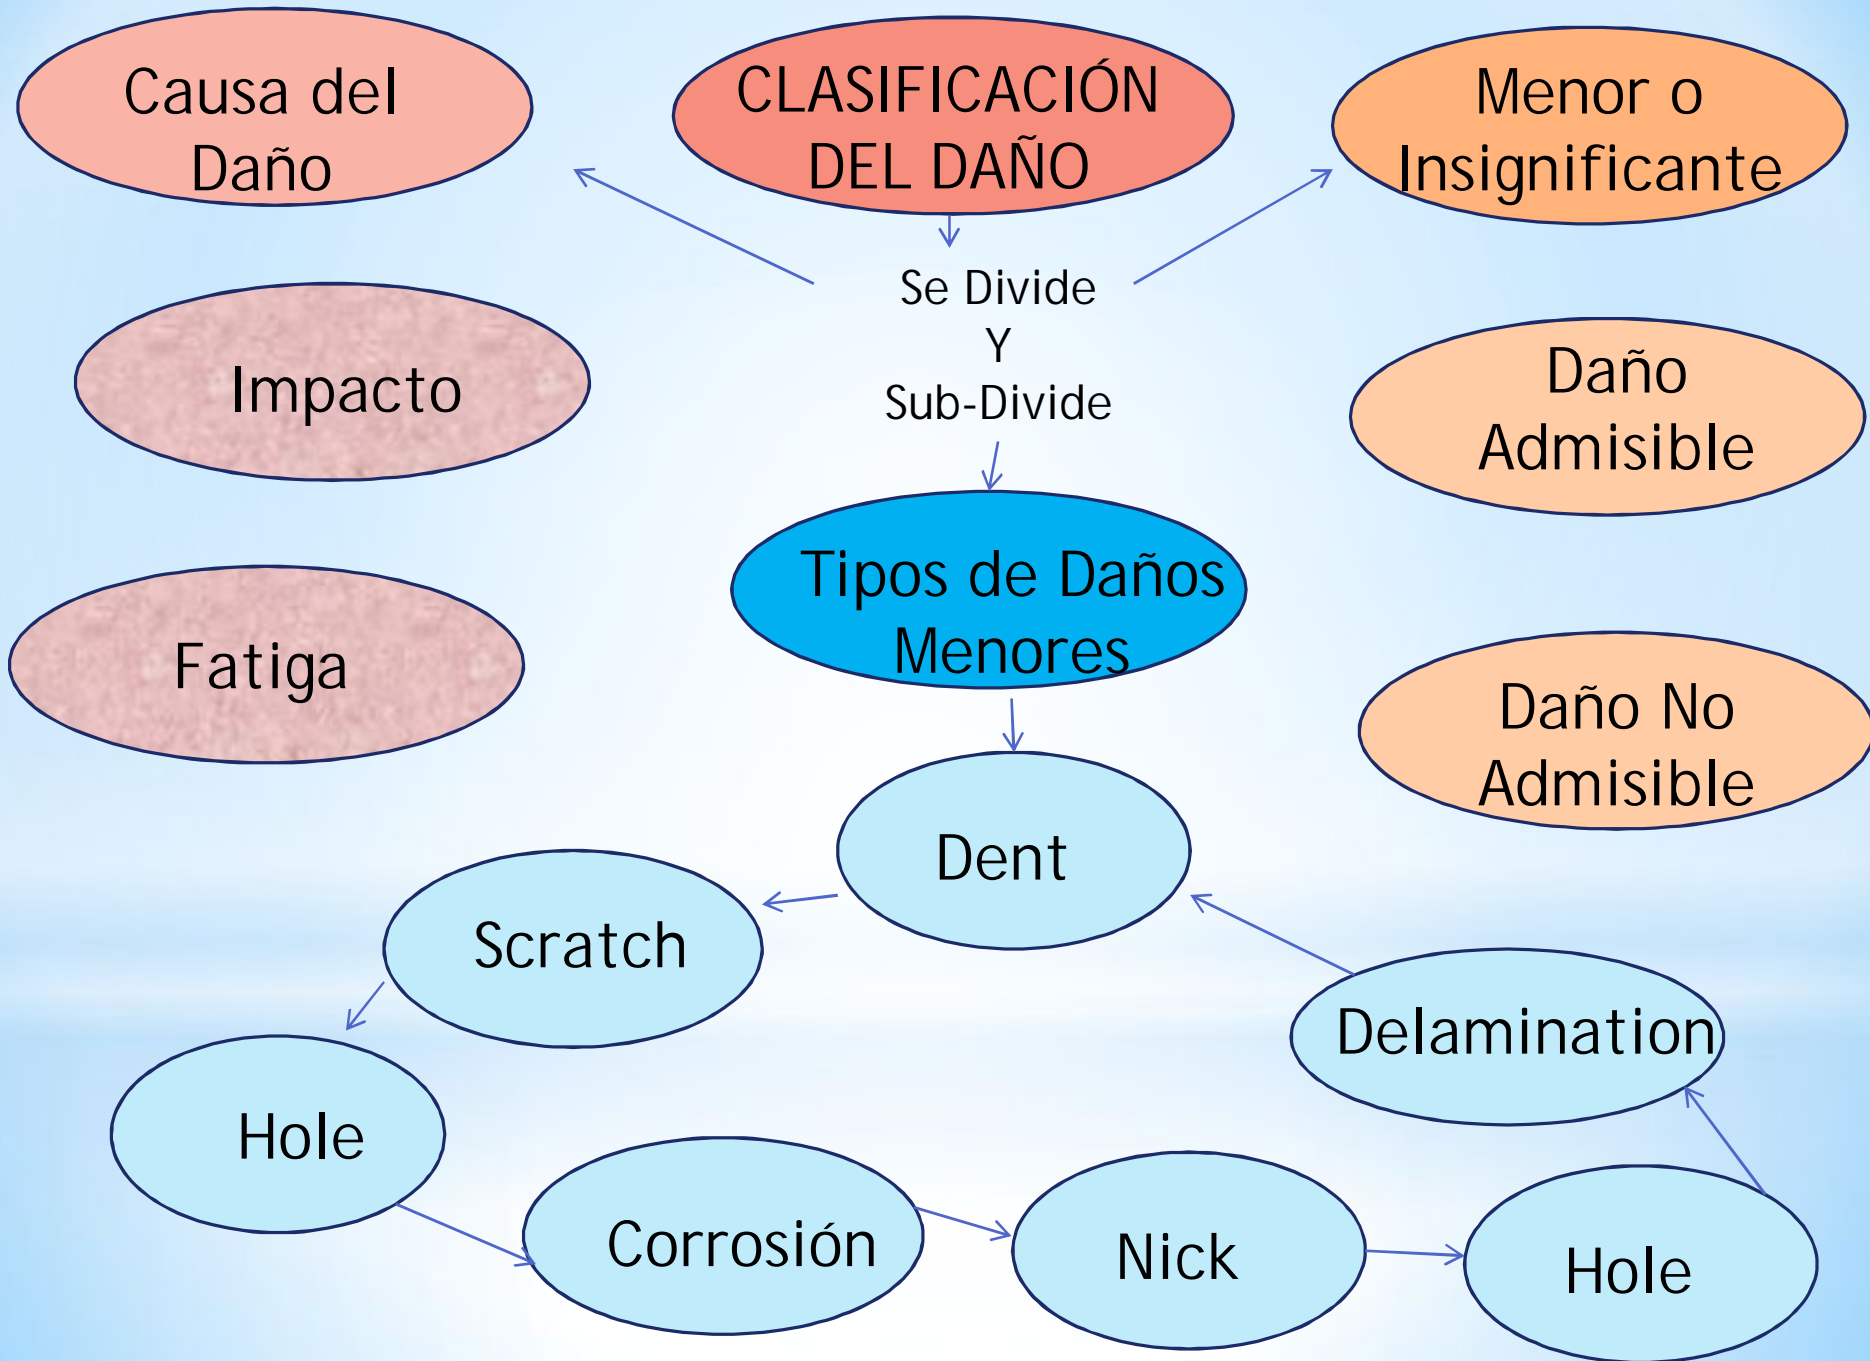 Causa del
Daño
CLASIFICACIÓN
DEL DAÑO
Menor o
Insignificante
Se Divide
Y
Sub-Divide
Impacto
Daño
Admisible
Tipos de Daños
Menores
Fatiga
Daño No
Admisible
Dent
Scratch
Delamination
Hole
Corrosión
Nick
Hole